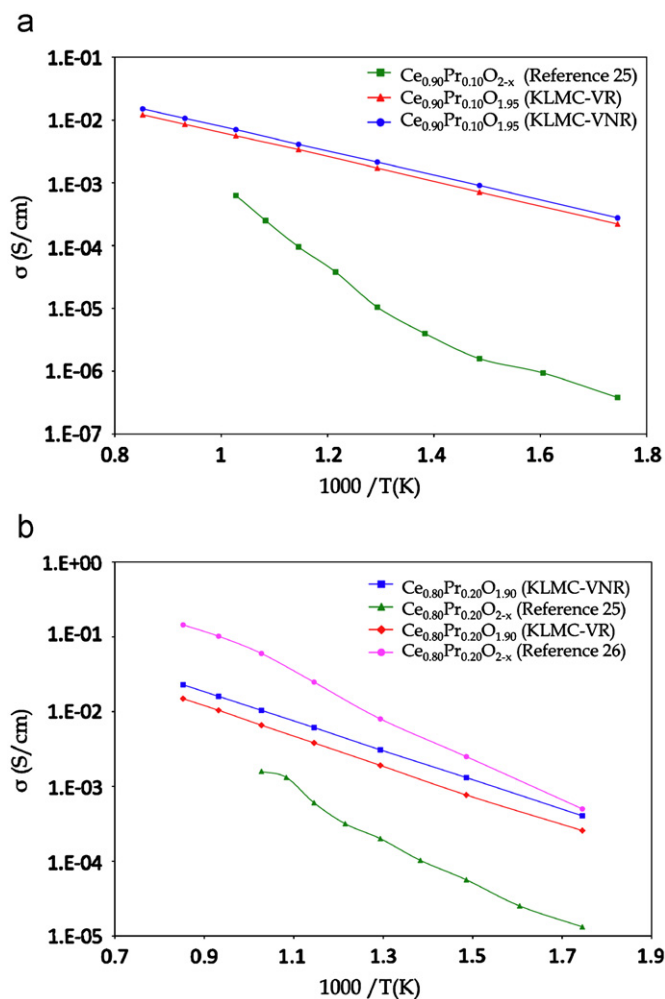 a
1.E-01
1.E-02
1.E-03
1.E-04
1.E-05
1.E-06
1.E-07
σ (S/cm)
Ce0.90Pr0.10O2-x (Reference 25)
Ce0.90Pr0.10O1.95 (KLMC-VR)
Ce0.90Pr0.10O1.95 (KLMC-VNR)
0.8 1 1.2 1.4 1.6 1.8
1000 /T(K)
b
1.E+00
1.E-01
1.E-02
1.E-03
1.E-04
1.E-05
σ (S/cm)
Ce0.80Pr0.20O1.90 (KLMC-VNR)
Ce0.80Pr0.20O2-x (Reference 25)
Ce0.80Pr0.20O1.90 (KLMC-VR)
Ce0.80Pr0.20O2-x (Reference 26)
0.7 0.9 1.1 1.3 1.5 1.7 1.9
1000 /T(K)